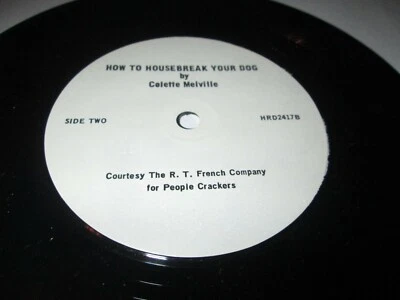 HOW TO HOUSEBREAK YOUR DOG
by
Colette Melville
SIDE TWO
HRD2417B
Courtesy The R. T. French Company
for People Crackers